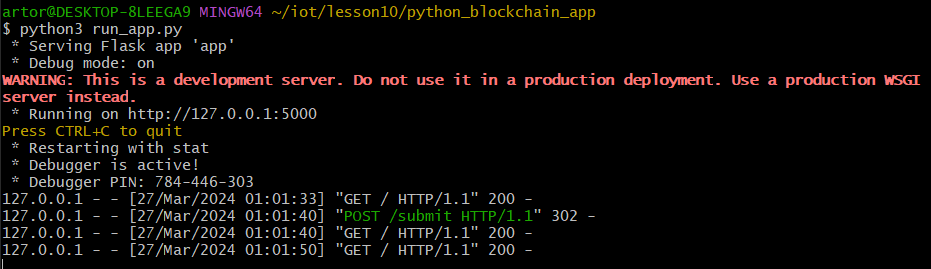 artor@DESKTOP-8LEEGA9 MINGW64 ~/iot/lesson10/python_blockchain_app
$ python3 run_app.py
 * Serving Flask app 'app'
 * Debug mode: on
WARNING: This is a development server. Do not use it in a production deployment. Use a production WSGI
server instead.
 * Running on http://127.0.0.1:5000
Press CTRL+C to quit
 * Restarting with stat
 * Debugger is active!
 * Debugger PIN: 784-446-303
127.0.0.1 - - [27/Mar/2024 01:01:33] "GET / HTTP/1.1" 200 -
127.0.0.1 - - [27/Mar/2024 01:01:40] "POST /submit HTTP/1.1" 302 -
127.0.0.1 - - [27/Mar/2024 01:01:40] "GET / HTTP/1.1" 200 -
127.0.0.1 - - [27/Mar/2024 01:01:50] "GET / HTTP/1.1" 200 -